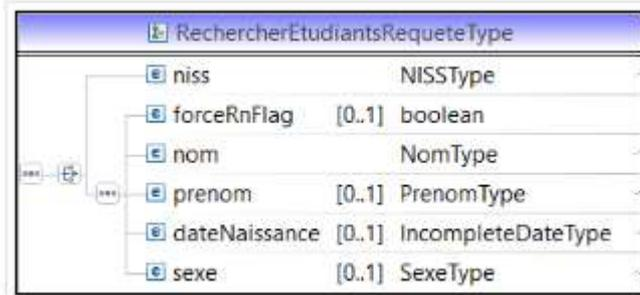 RechercherEtudiantsRequeteType
niss NISSType
forceRnFlag [0..1] boolean
nom NomType
prenom [0..1] PrenomType
dateNaissance [0..1] IncompleteDateType
sexe [0..1] SexeType